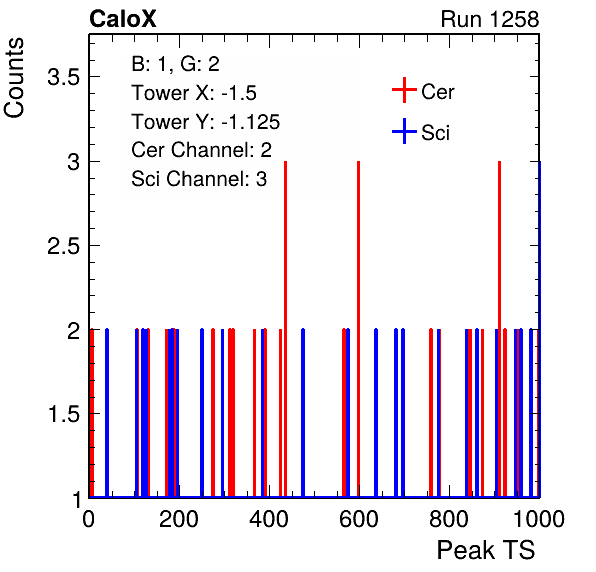 CaloX Run 1258
Counts
B: 1, G: 2
Tower X: -1.5
Tower Y: -1.125
Cer Channel: 2
Sci Channel: 3
Cer
Sci
3.5
3
2.5
2
1.5
1
0 200 400 600 800 1000
Peak TS